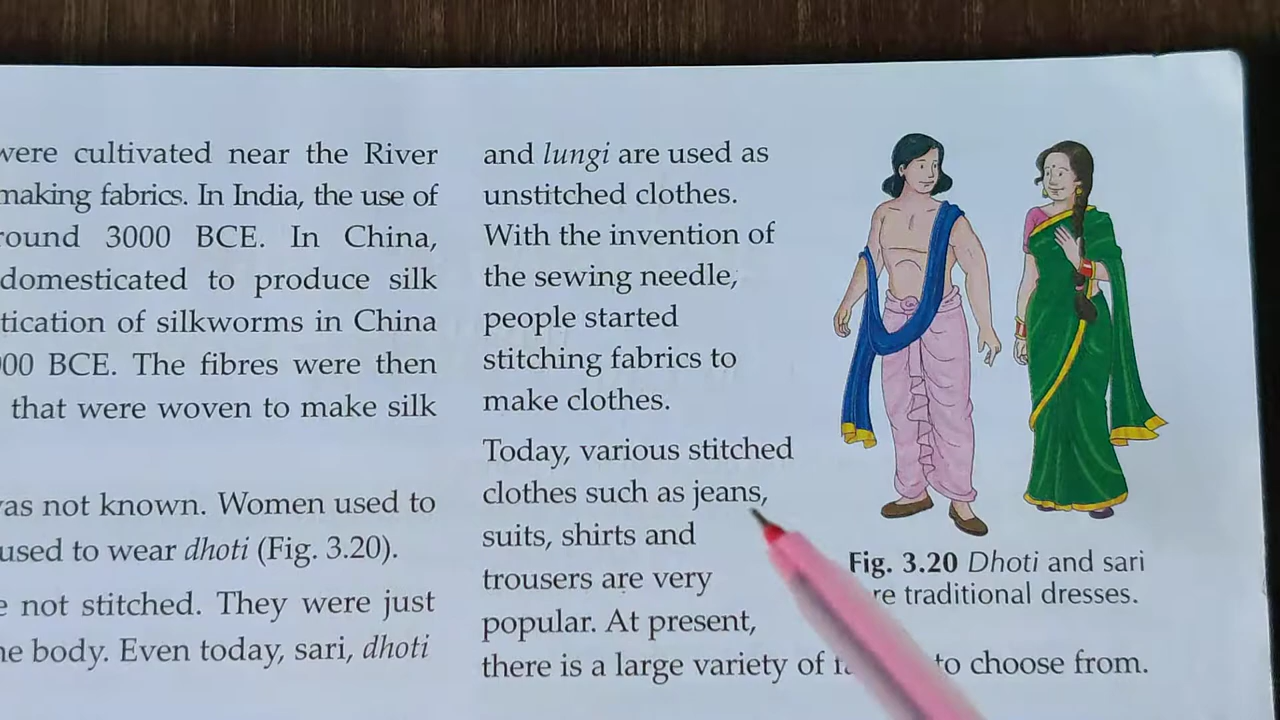 were cultivated near the River
making fabrics. In India, the use of
round 3000 BCE. In China,
domesticated to produce silk
tication of silkworms in China
00 BCE. The fibres were then
that were woven to make silk
was not known. Women used to
used to wear dhoti (Fig. 3.20).
e not stitched. They were just
he body. Even today, sari, dhoti
and lungi are used as
unstitched clothes.
With the invention of
the sewing needle,
people started
stitching fabrics to
make clothes.
Today, various stitched
clothes such as jeans,
suits, shirts and
trousers are very
popular. At present,
there is a large variety of to choose from.
Fig. 3.20 Dhoti and sari
re traditional dresses.